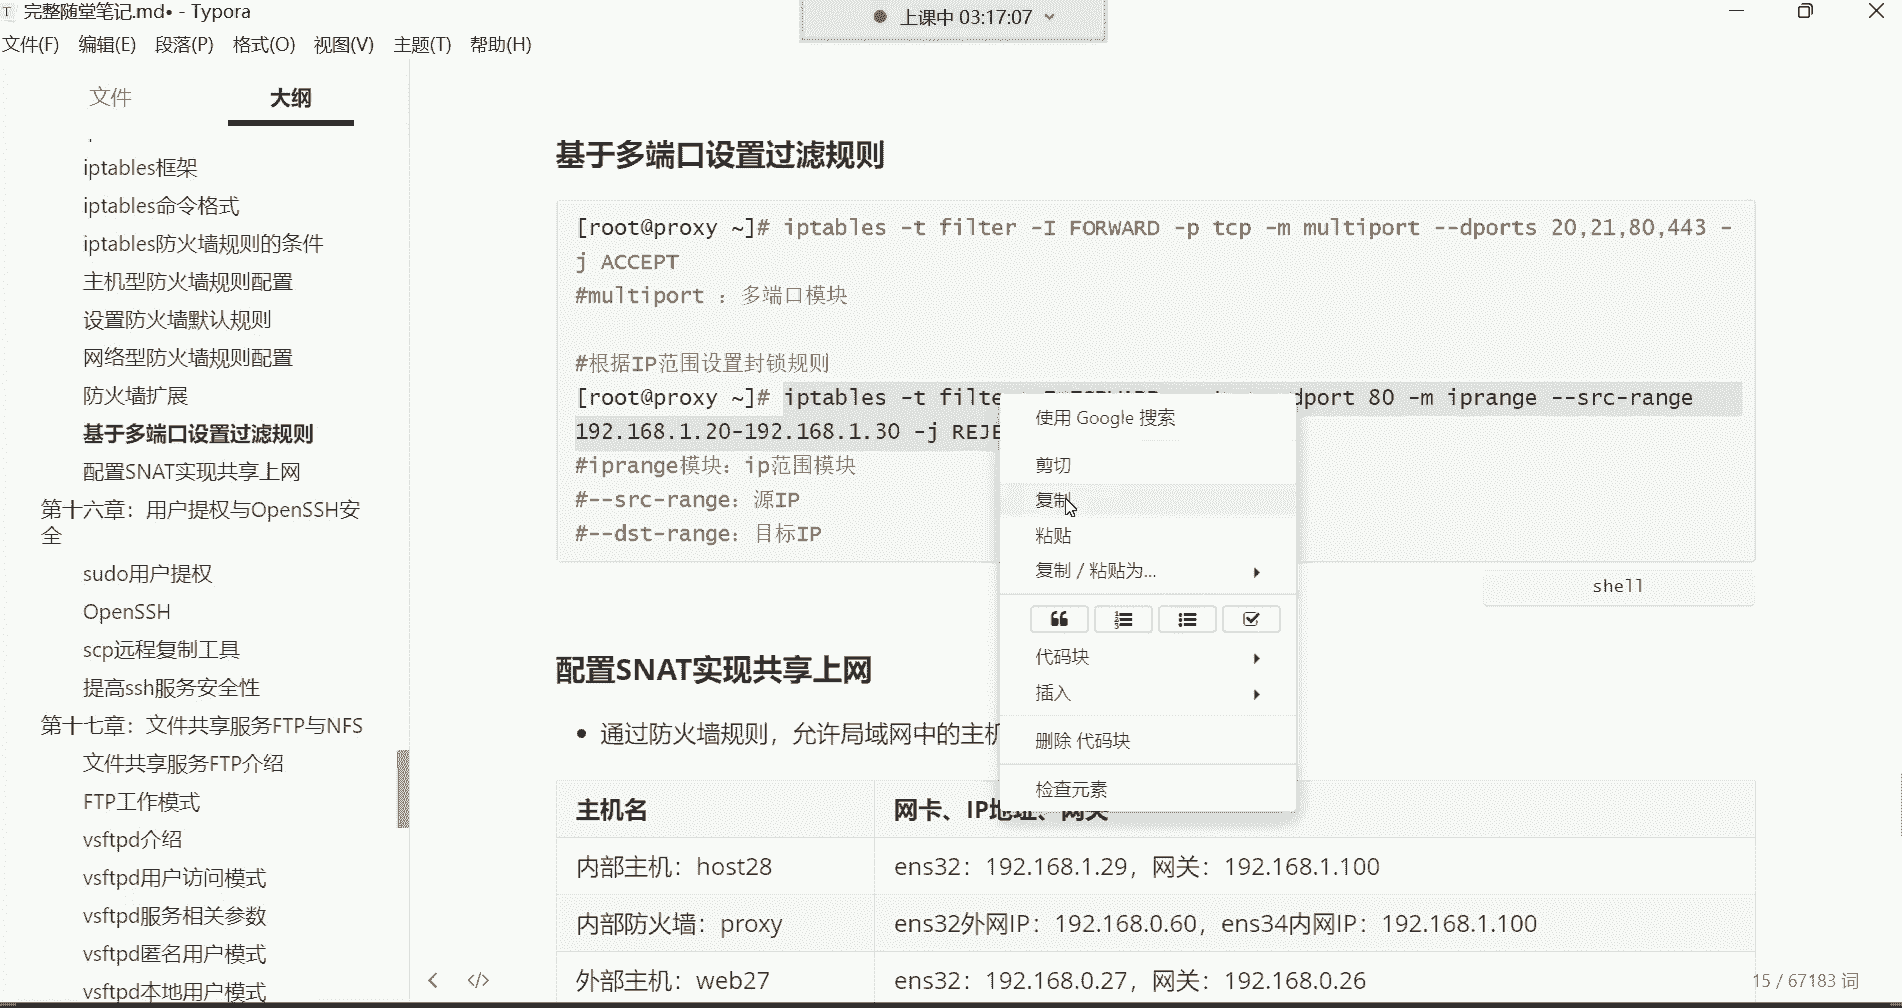 完整随堂笔记.md• - Typora
上课中 03:17:07
文件(F) 编辑(E) 段落(P) 格式(O) 视图(V) 主题(T) 帮助(H)
文件
大纲
iptables框架
iptables命令格式
iptables防火墙规则的条件
主机型防火墙规则配置
设置防火墙默认规则
网络型防火墙规则配置
防火墙扩展
基于多端口设置过滤规则
配置SNAT实现共享上网
第十六章：用户提权与OpenSSH安
全
sudo用户提权
OpenSSH
scp远程复制工具
提高ssh服务安全性
第十七章：文件共享服务FTP与NFS
文件共享服务FTP介绍
FTP工作模式
vsftpd介绍
vsftpd用户访问模式
vsftpd服务相关参数
vsftpd匿名用户模式
vsftpd本地用户模式
基于多端口设置过滤规则
[root@proxy ~]# iptables -t filter -I FORWARD -p tcp -m multiport --dports 20,21,80,443 -
j ACCEPT
#multiport ：多端口模块
#根据IP范围设置封锁规则
[root@proxy ~]# iptables -t filte dport 80 -m iprange --src-range
192.168.1.20-192.168.1.30 -j REJE
#iprange模块：ip范围模块
#--src-range：源IP
#--dst-range：目标IP
shell
使用 Google 搜索
剪切
复制
粘贴
复制 / 粘贴为...
代码块
插入
删除 代码块
检查元素
配置SNAT实现共享上网
• 通过防火墙规则，允许局域网中的主机
主机名 网卡、IP地址、网关
内部主机：host28 ens32：192.168.1.29，网关：192.168.1.100
内部防火墙：proxy ens32外网IP：192.168.0.60，ens34内网IP：192.168.1.100
外部主机：web27 ens32：192.168.0.27，网关：192.168.0.26
15 / 67183 词